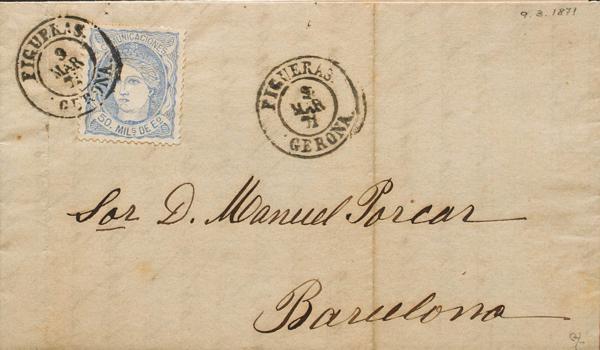 9.3.1871
FIGUERAS.
9
MAR
71
GERONA
COMUNICACIONES
50 MILS DE EO.
FIGUERAS.
9
MAR
71
GERONA.
Sor D. Manuel Porcar
Barcelona